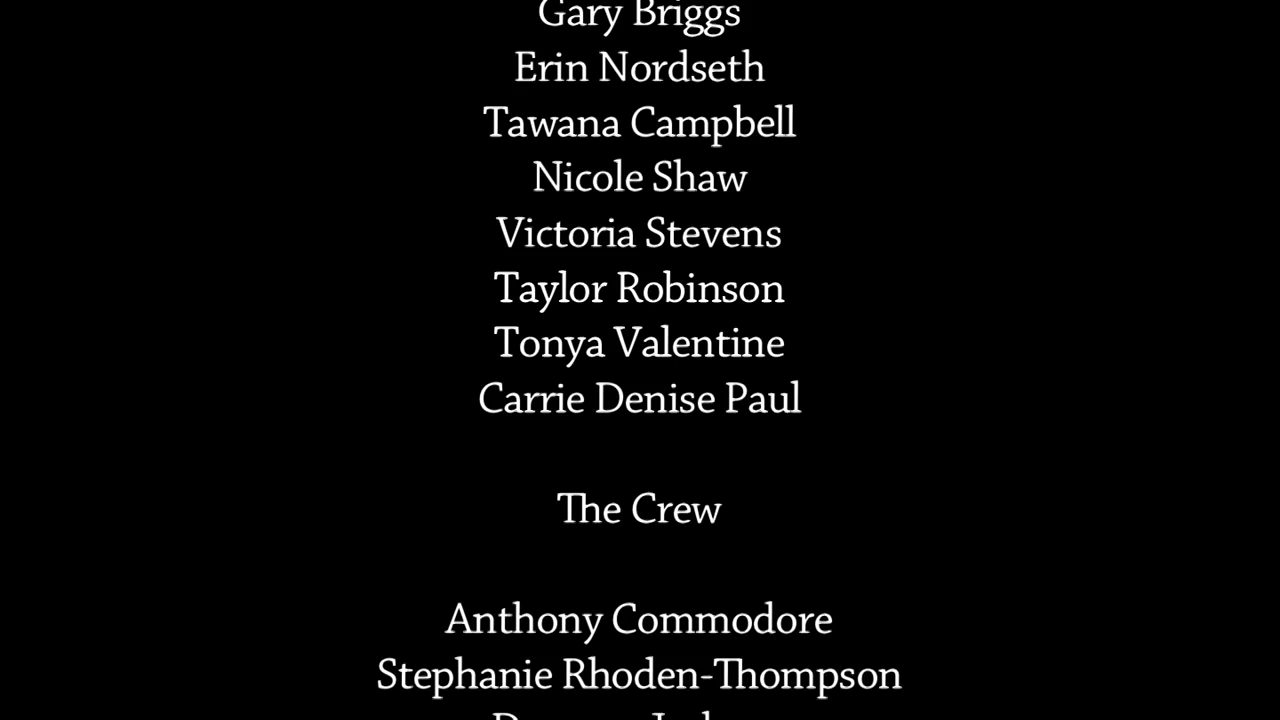 Gary Briggs
Erin Nordseth
Tawana Campbell
Nicole Shaw
Victoria Stevens
Taylor Robinson
Tonya Valentine
Carrie Denise Paul
The Crew
Anthony Commodore
Stephanie Rhoden-Thompson